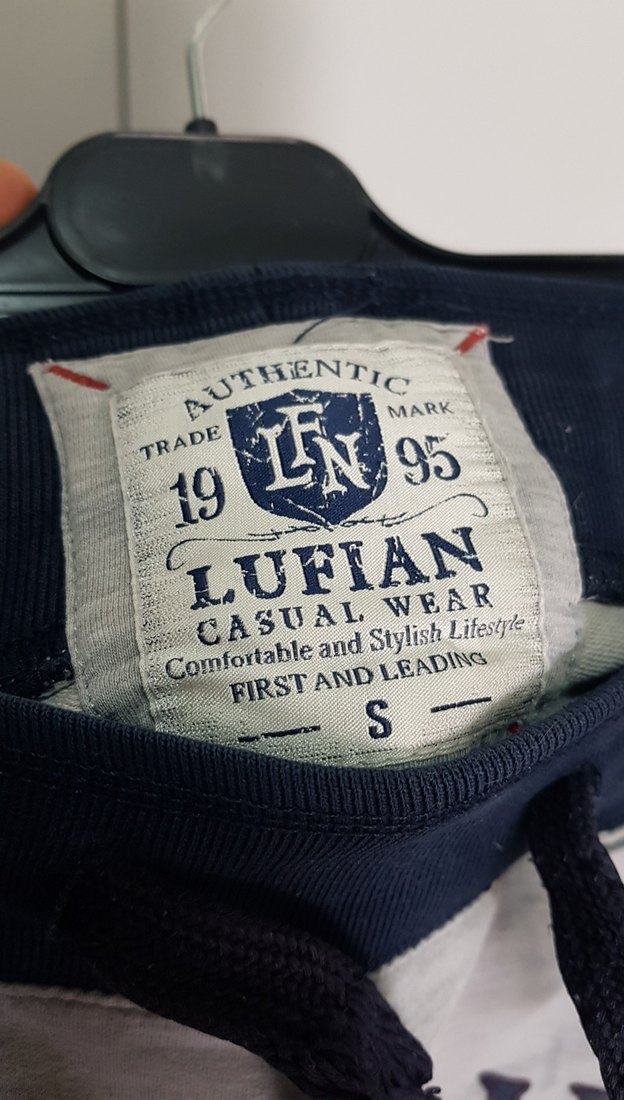 AUTHENTIC
TRADE MARK
LFN
19 95
LUFIAN
CASUAL WEAR
Comfortable and Stylish Lifestyle
FIRST AND LEADING
S